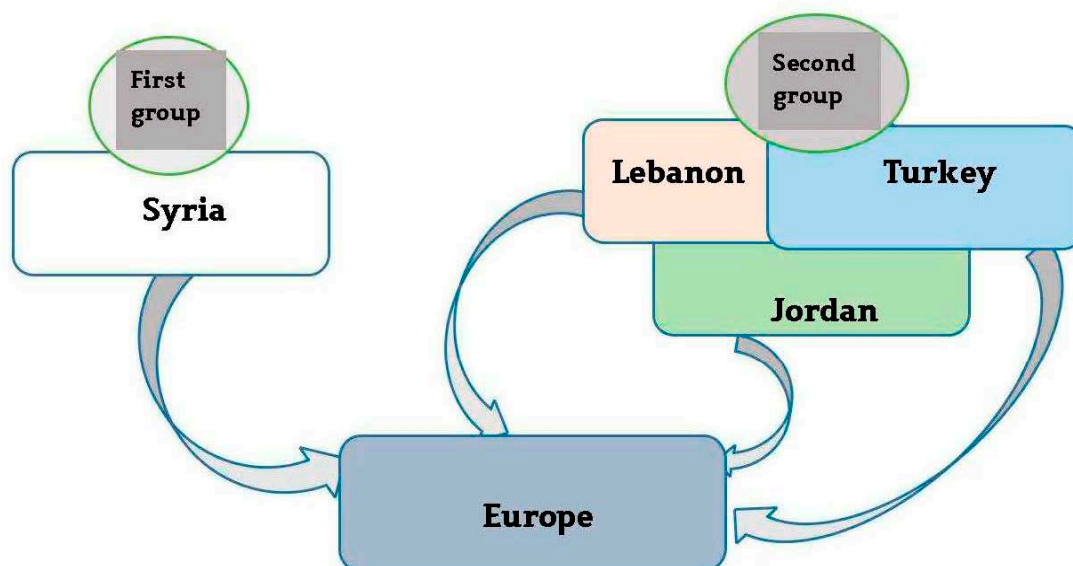 First
group
Syria
Second
group
Lebanon
Turkey
Jordan
Europe